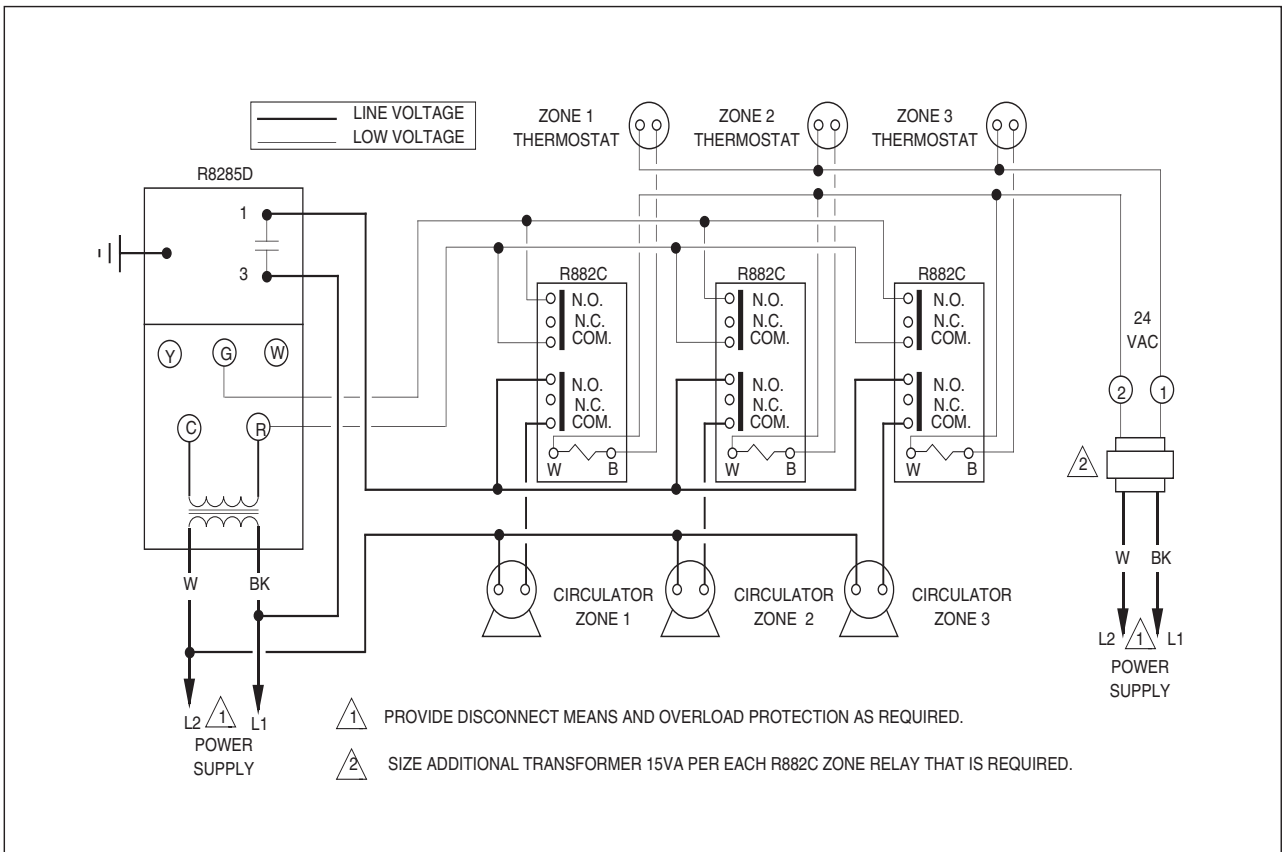 LINE VOLTAGE
LOW VOLTAGE
ZONE 1
THERMOSTAT
ZONE 2
THERMOSTAT
ZONE 3
THERMOSTAT
R8285D
1
3
Y
G
W
C
R
W
BK
L2
1
L1
POWER
SUPPLY
R882C
N.O.
N.C.
COM.
N.O.
N.C.
COM.
W
B
R882C
N.O.
N.C.
COM.
N.O.
N.C.
COM.
W
B
R882C
N.O.
N.C.
COM.
N.O.
N.C.
COM.
W
B
24
VAC
2
1
2
W
BK
L2
1
L1
POWER
SUPPLY
CIRCULATOR
ZONE 1
CIRCULATOR
ZONE 2
CIRCULATOR
ZONE 3
1 PROVIDE DISCONNECT MEANS AND OVERLOAD PROTECTION AS REQUIRED.
2 SIZE ADDITIONAL TRANSFORMER 15VA PER EACH R882C ZONE RELAY THAT IS REQUIRED.